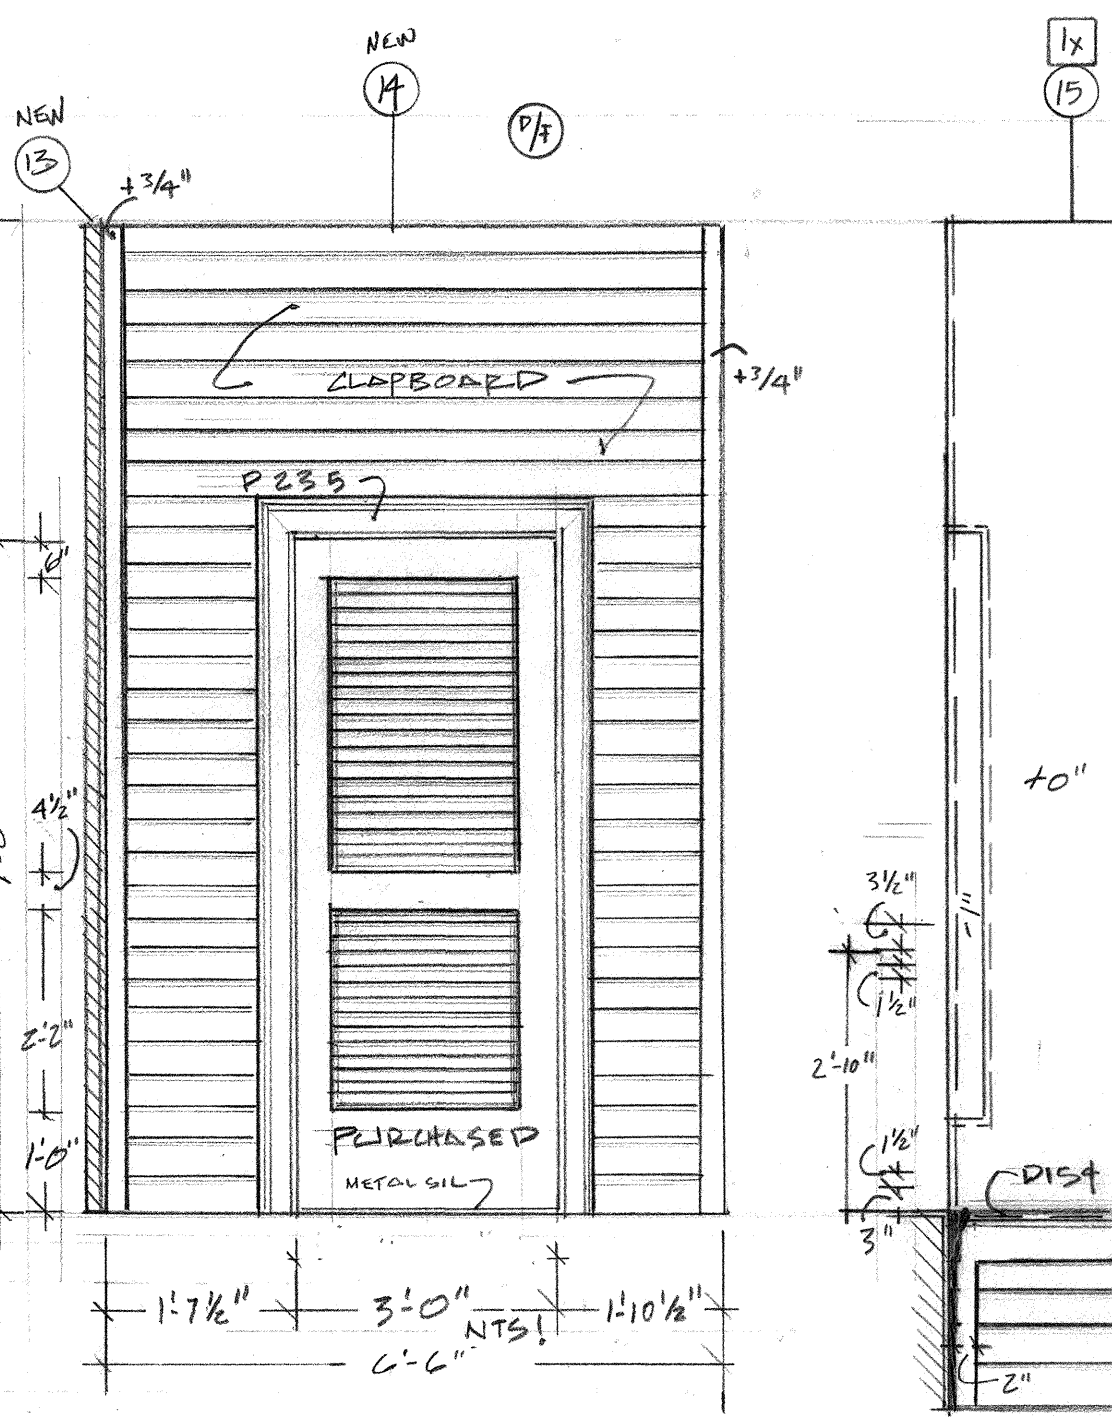 NEW
14
1x
15
NEW
13
D/F
+3/4"
CLAPBOARD
+3/4"
P235
6"
+0"
4½"
3½"
-1"
1½"
2'-2"
2'-10"
PURCHASED
1½"
1'-0"
METAL SIL
D154
3"
1'-7½"
3'-0"
1'-10½"
NTS!
6'-6"
2"